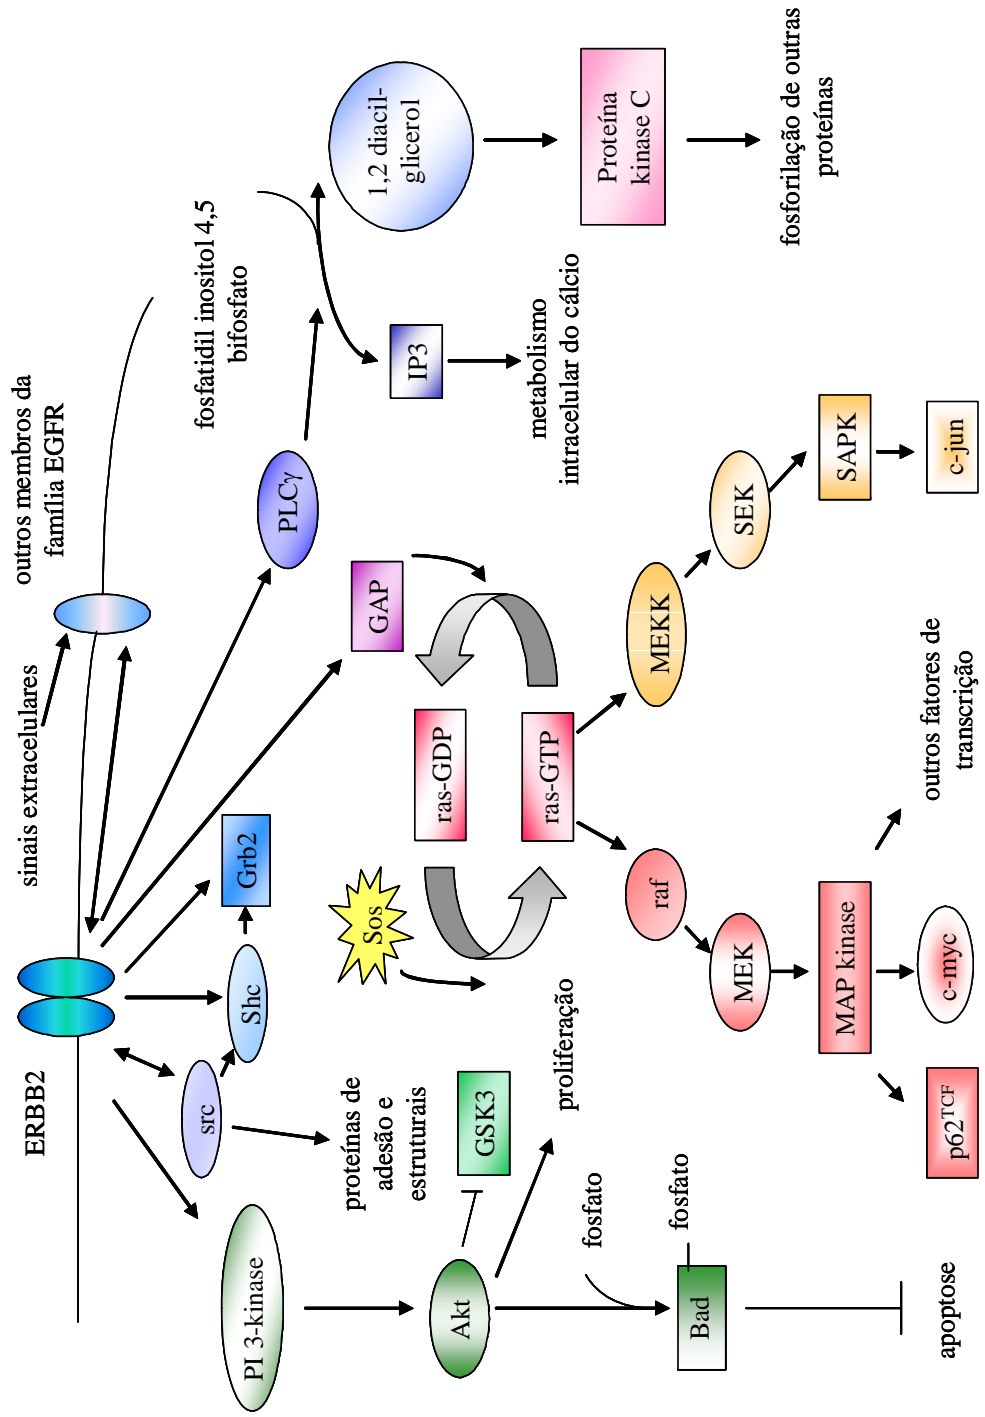 ERBB2
sinais extracelulares
outros membros da
família EGFR
src
Shc
Grb2
PI 3-kinase
proteínas de
adesão e
estruturais
Akt
GSK3
proliferação
fosfato
fosfato
Bad
apoptose
Sos
GAP
ras-GDP
ras-GTP
raf
MEK
MAP kinase
p62TCF
c-myc
outros fatores de
transcrição
MEKK
SEK
SAPK
c-jun
PLCγ
fosfatidil inositol 4,5
bifosfato
IP3
metabolismo
intracelular do cálcio
1,2 diacil-
glicerol
Proteína
kinase C
fosforilação de outras
proteínas